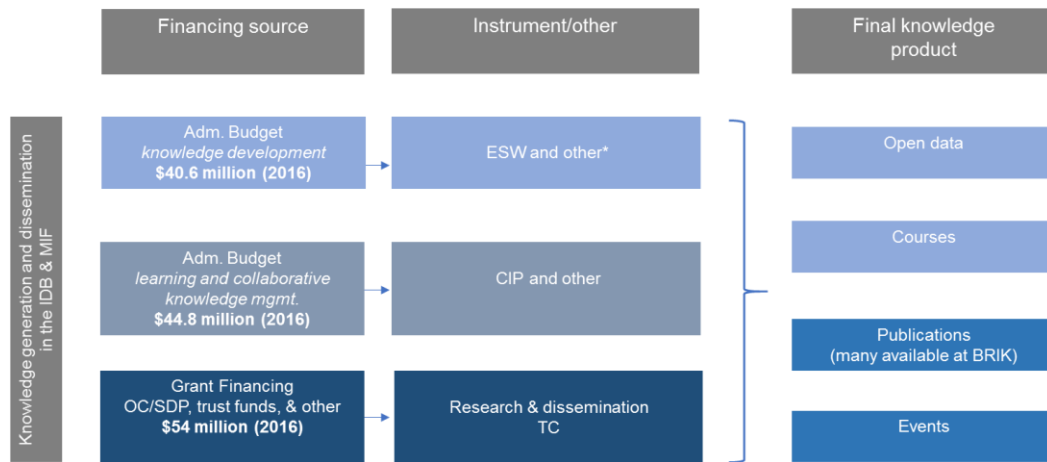 Financing source
Instrument/other
Final knowledge
product
Knowledge generation and dissemination
in the IDB & MIF
Adm. Budget
knowledge development
$40.6 million (2016)
ESW and other*
Adm. Budget
learning and collaborative
knowledge mgmt.
$44.8 million (2016)
CIP and other
Grant Financing
OC/SDP, trust funds, & other
$54 million (2016)
Research & dissemination
TC
Open data
Courses
Publications
(many available at BRIK)
Events